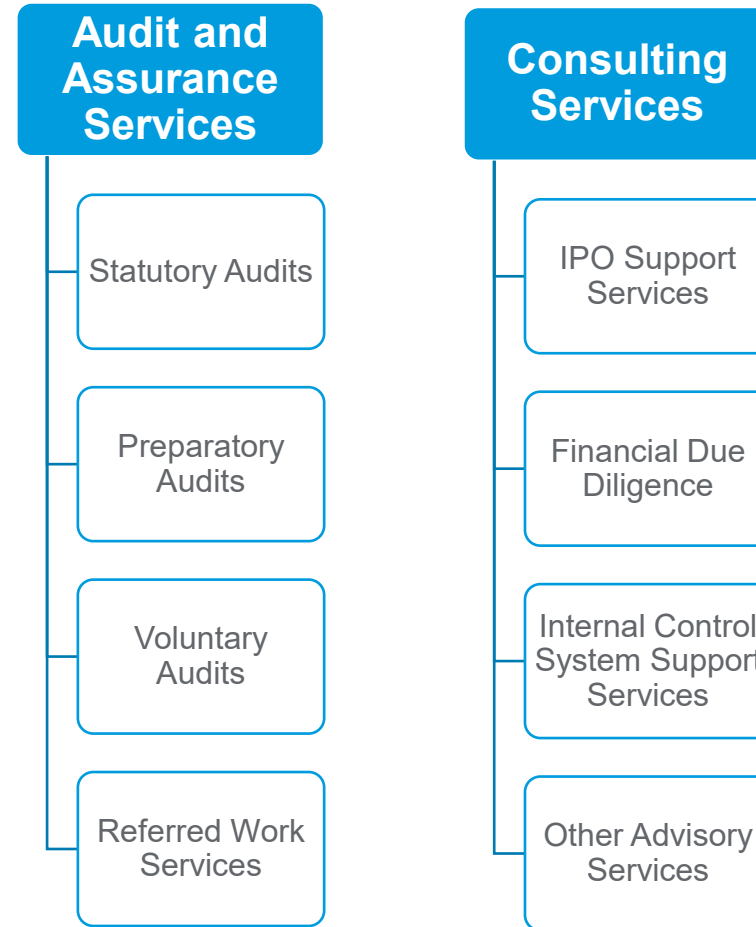 Audit and
Assurance
Services
Statutory Audits
Preparatory
Audits
Voluntary
Audits
Referred Work
Services
Consulting
Services
IPO Support
Services
Financial Due
Diligence
Internal Control
System Support
Services
Other Advisory
Services